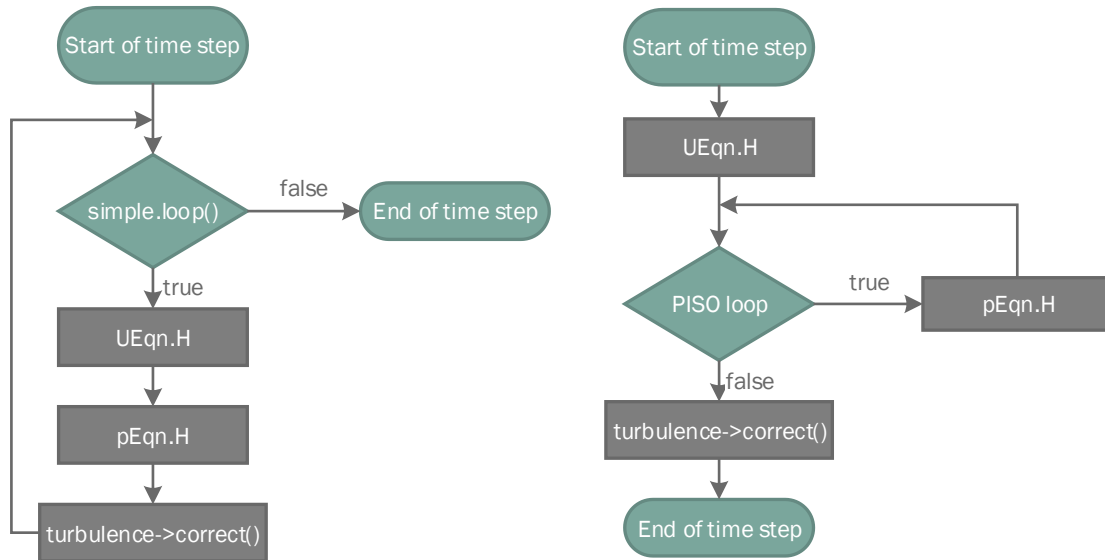 Start of time step
simple.loop()
false
End of time step
true
UEqn.H
pEqn.H
turbulence->correct()
Start of time step
UEqn.H
PISO loop
true
pEqn.H
false
turbulence->correct()
End of time step